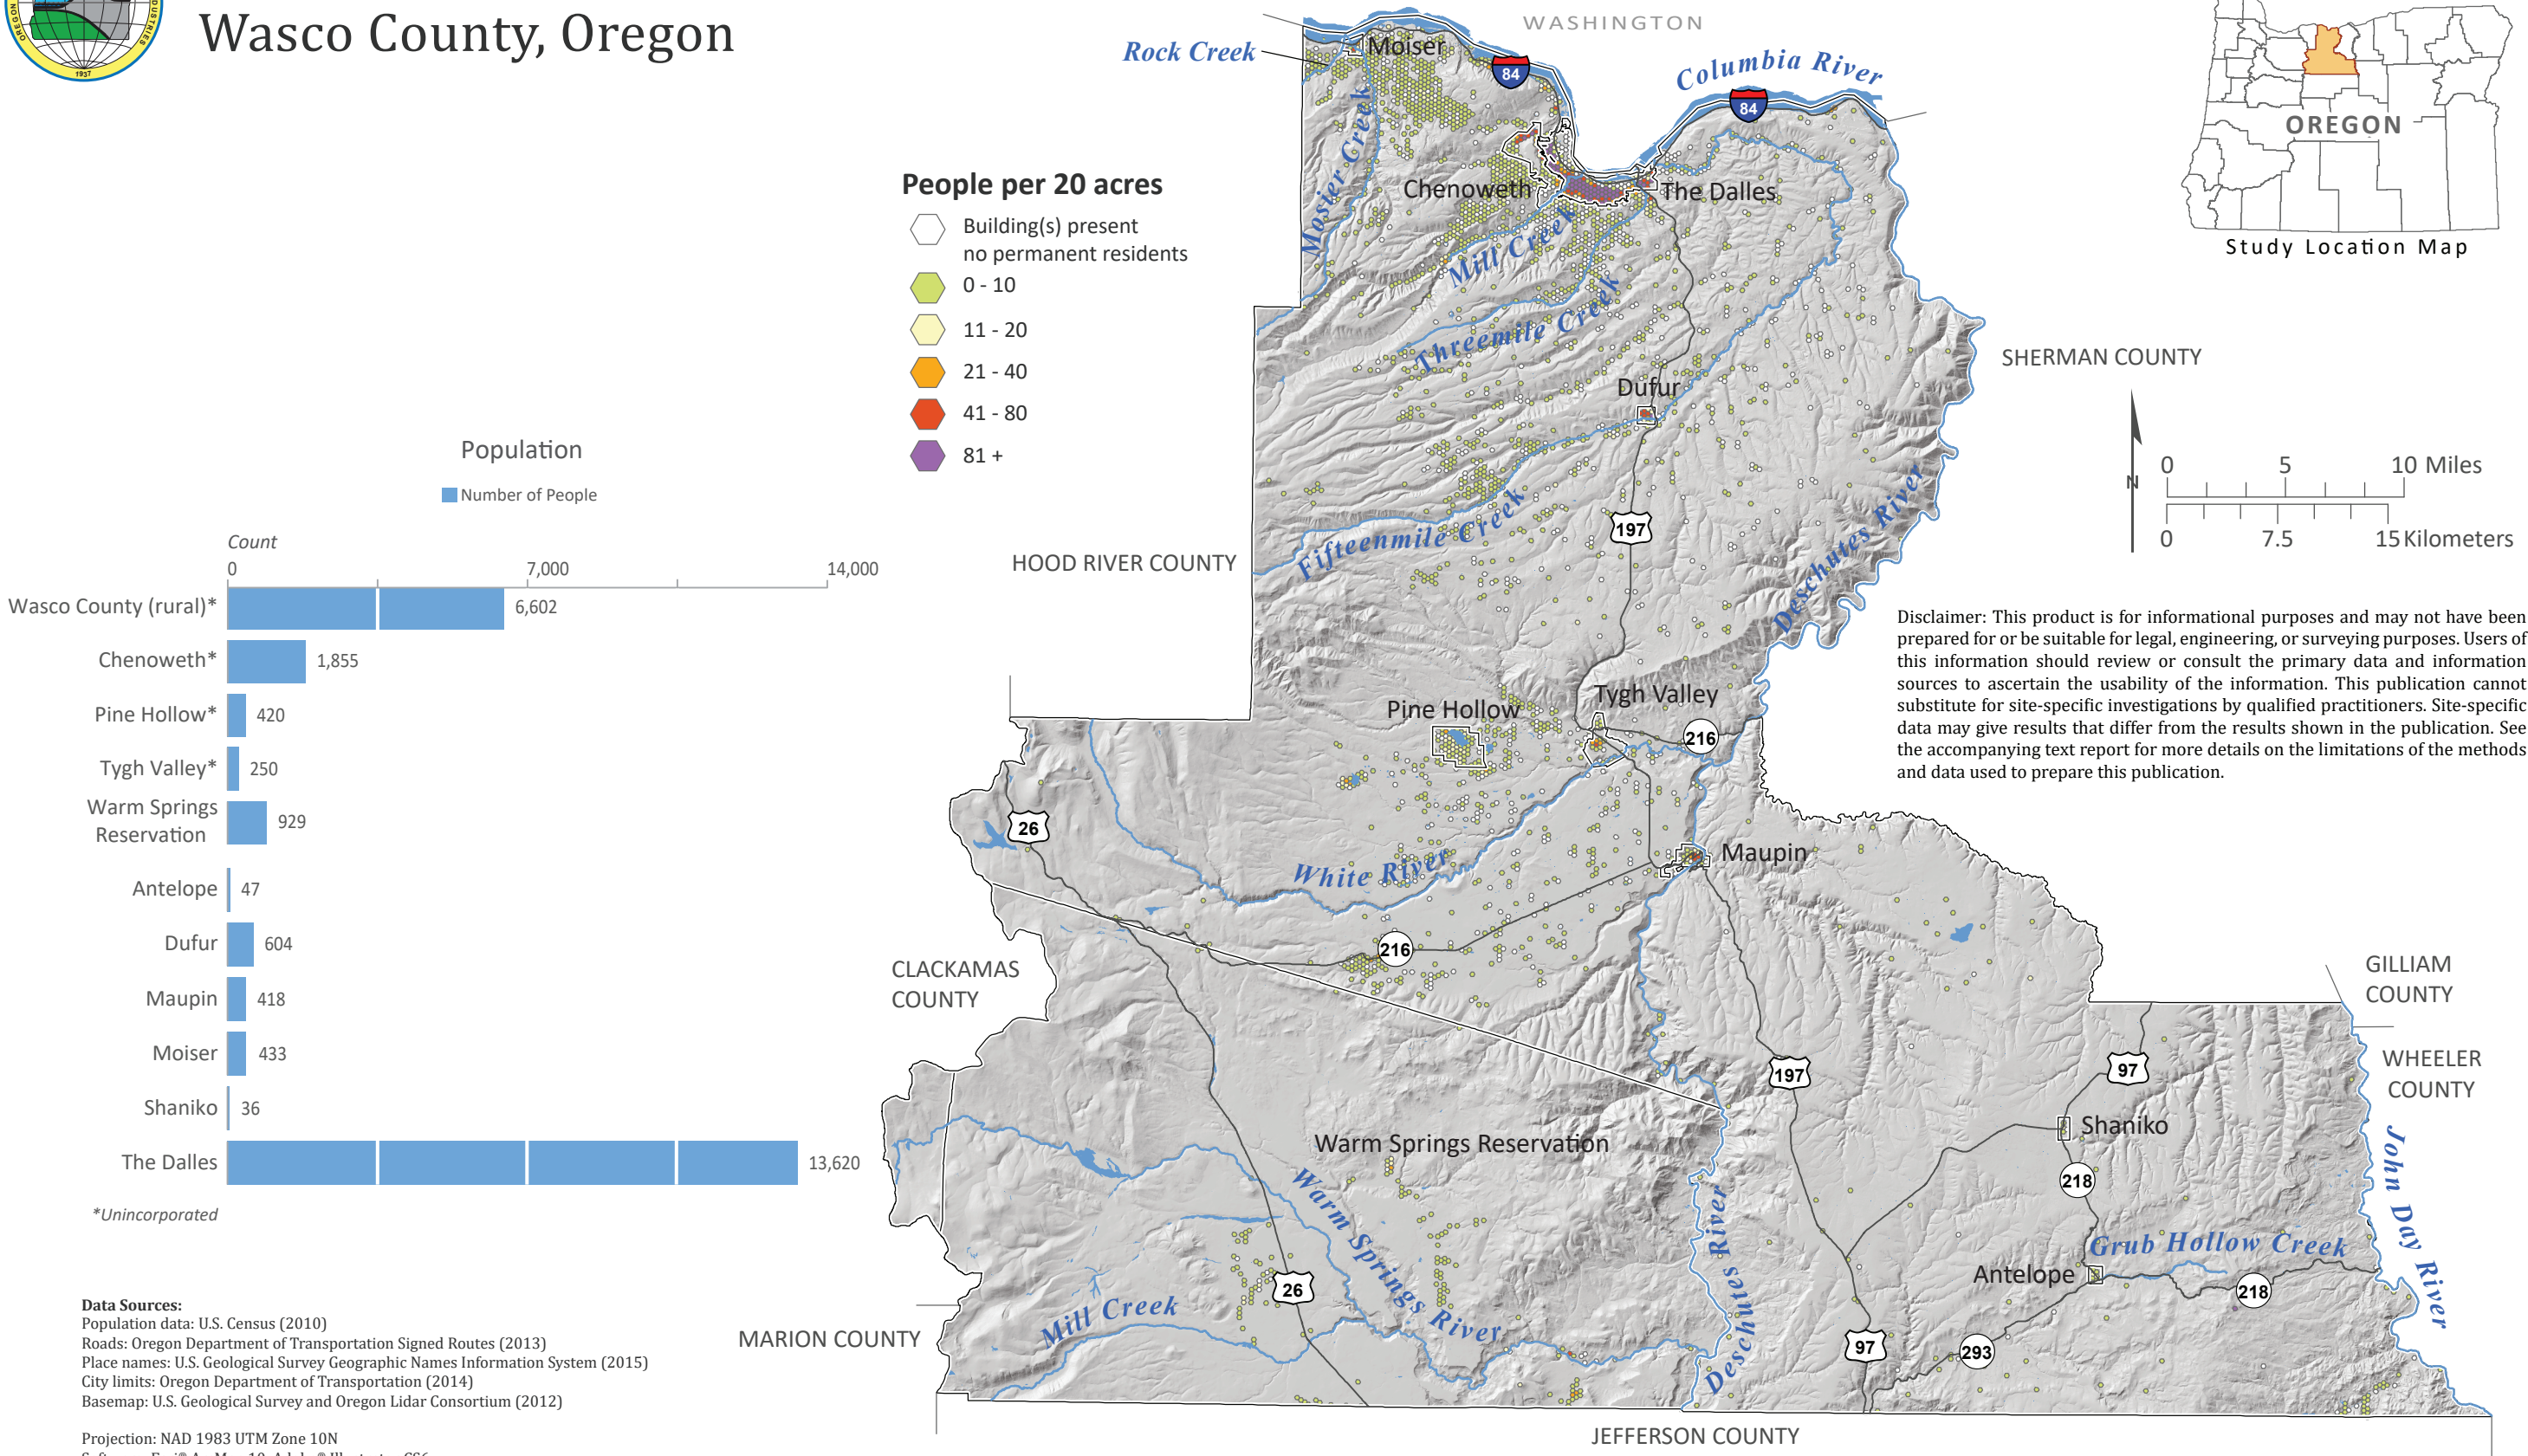 OREGON
DUSTRIES
1937
Wasco County, Oregon
People per 20 acres
Building(s) present
no permanent residents
0 - 10
11 - 20
21 - 40
41 - 80
81 +
Population
Number of People
Count
0
7,000
14,000
Wasco County (rural)*
6,602
Chenoweth*
1,855
Pine Hollow*
420
Tygh Valley*
250
Warm Springs
Reservation
929
Antelope
47
Dufur
604
Maupin
418
Moiser
433
Shaniko
36
The Dalles
13,620
*Unincorporated
Data Sources:
Population data: U.S. Census (2010)
Roads: Oregon Department of Transportation Signed Routes (2013)
Place names: U.S. Geological Survey Geographic Names Information System (2015)
City limits: Oregon Department of Transportation (2014)
Basemap: U.S. Geological Survey and Oregon Lidar Consortium (2012)
Projection: NAD 1983 UTM Zone 10N
WASHINGTON
Rock Creek
Moiser
84
Columbia River
84
Mosier Creek
Chenoweth
The Dalles
Mill Creek
Threemile Creek
Dufur
SHERMAN COUNTY
197
Fifteenmile Creek
HOOD RIVER COUNTY
Deschutes River
Pine Hollow
Tygh Valley
216
26
White River
Maupin
216
CLACKAMAS
COUNTY
GILLIAM
COUNTY
WHEELER
COUNTY
197
97
Shaniko
Warm Springs Reservation
218
John Day River
Warm Springs River
Deschutes River
Grub Hollow Creek
Antelope
218
26
Mill Creek
MARION COUNTY
97
293
Deschutes
JEFFERSON COUNTY
OREGON
Study Location Map
N
0
5
10 Miles
0
7.5
15 Kilometers
Disclaimer: This product is for informational purposes and may not have been
prepared for or be suitable for legal, engineering, or surveying purposes. Users of
this information should review or consult the primary data and information
sources to ascertain the usability of the information. This publication cannot
substitute for site-specific investigations by qualified practitioners. Site-specific
data may give results that differ from the results shown in the publication. See
the accompanying text report for more details on the limitations of the methods
and data used to prepare this publication.